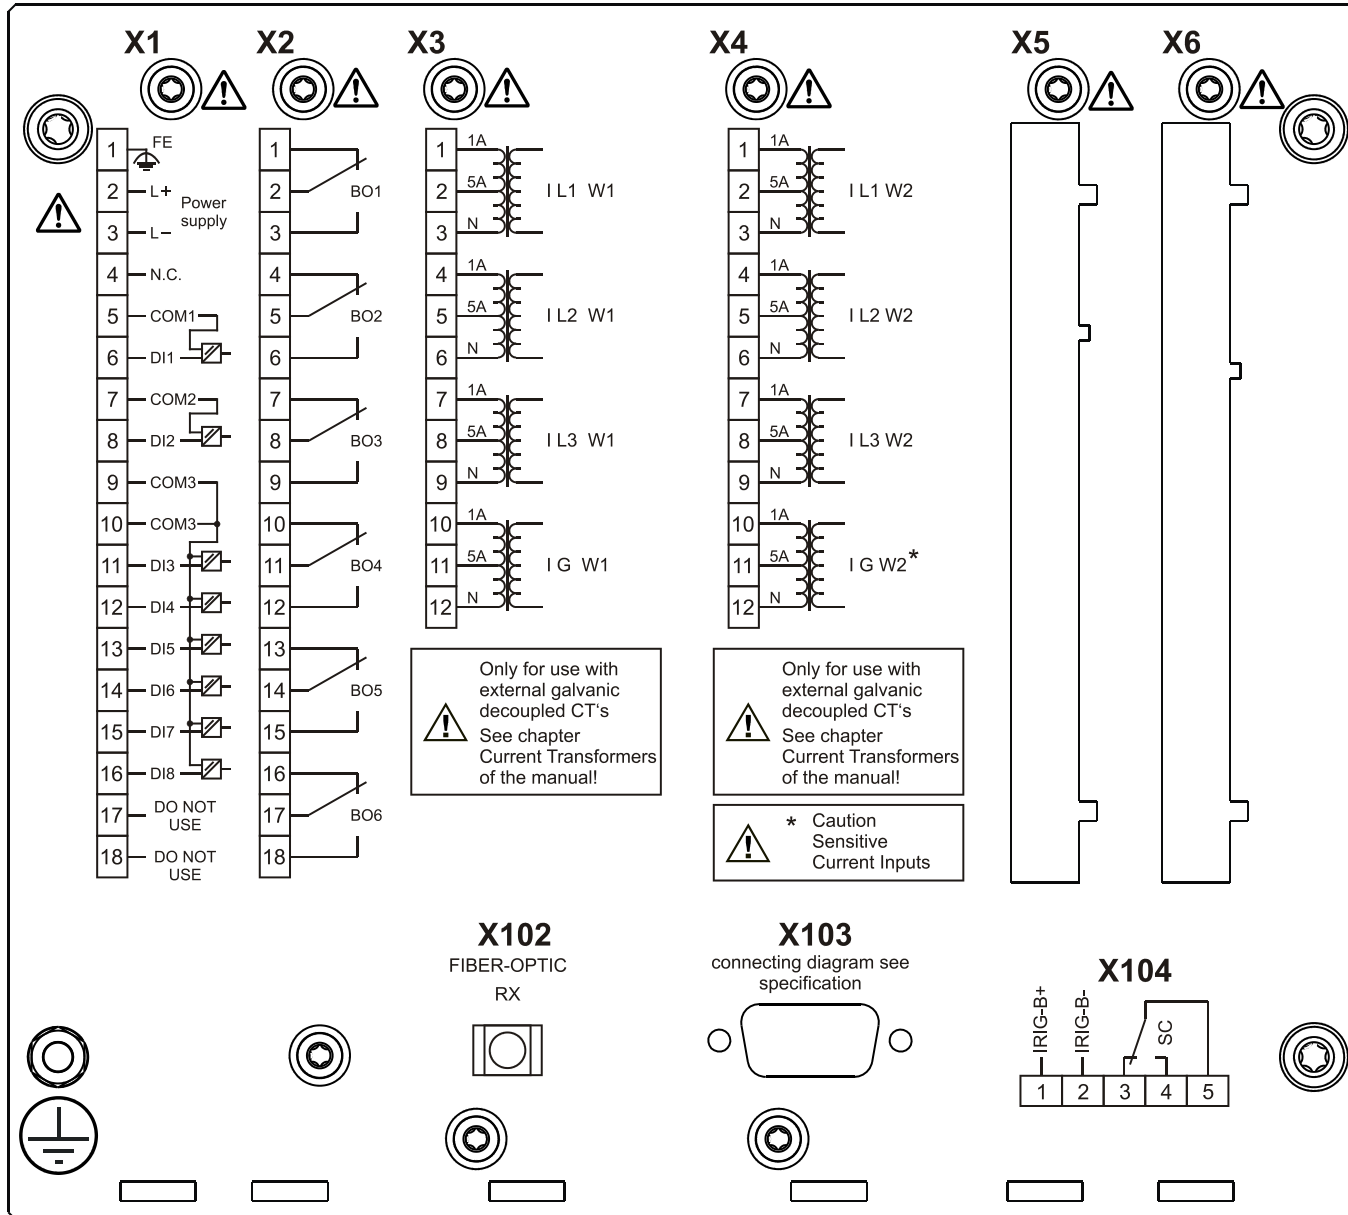 X1
X2
X3
X4
X5
X6
1 FE
2 L+
Power
supply
3 L–
4 N.C.
5 COM1
6 DI1
7 COM2
8 DI2
9 COM3
10 COM3
11 DI3
12 DI4
13 DI5
14 DI6
15 DI7
16 DI8
17 DO NOT
USE
18 DO NOT
USE
1
2 BO1
3
4
5 BO2
6
7
8 BO3
9
10
11 BO4
12
13
14 BO5
15
16
17 BO6
18
1 1A
2 5A I L1 W1
3 N
4 1A
5 5A I L2 W1
6 N
7 1A
8 5A I L3 W1
9 N
10 1A
11 5A I G W1
12 N
Only for use with
external galvanic
decoupled CT's
See chapter
Current Transformers
of the manual!
1 1A
2 5A I L1 W2
3 N
4 1A
5 5A I L2 W2
6 N
7 1A
8 5A I L3 W2
9 N
10 1A
11 5A I G W2*
12 N
Only for use with
external galvanic
decoupled CT's
See chapter
Current Transformers
of the manual!
* Caution
Sensitive
Current Inputs
X102
FIBER-OPTIC
RX
X103
connecting diagram see
specification
X104
IRIG-B+
IRIG-B-
SC
1 2 3 4 5